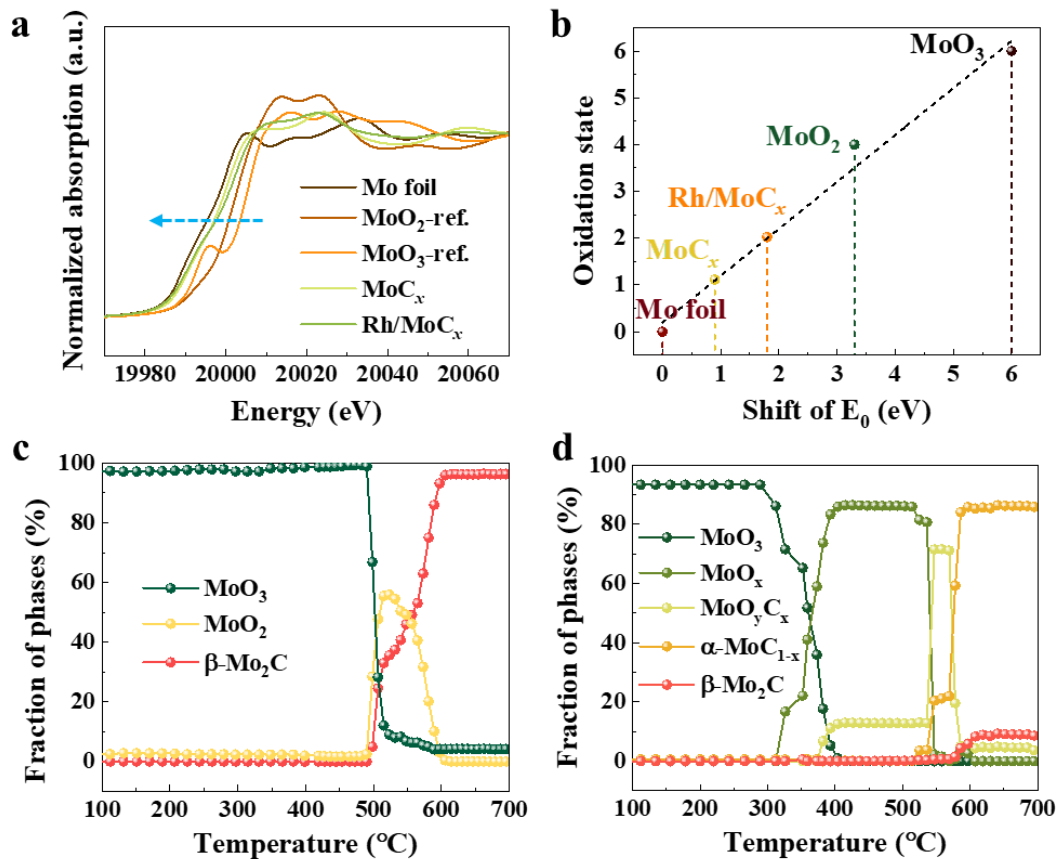 a
Normalized absorption (a.u.)
Mo foil
MoO₂-ref.
MoO₃-ref.
MoCₓ
Rh/MoCₓ
19980 20000 20020 20040 20060
Energy (eV)
b
Oxidation state
6
5
4
3
2
1
0
MoO₃
MoO₂
Rh/MoCₓ
MoCₓ
Mo foil
0 1 2 3 4 5 6
Shift of E₀ (eV)
c
Fraction of phases (%)
100
80
60
40
20
0
MoO₃
MoO₂
β-Mo₂C
100 200 300 400 500 600 700
Temperature (°C)
d
Fraction of phases (%)
100
80
60
40
20
0
MoO₃
MoOₓ
MoOᵧCₓ
α-MoC₁₋ₓ
β-Mo₂C
100 200 300 400 500 600 700
Temperature (°C)